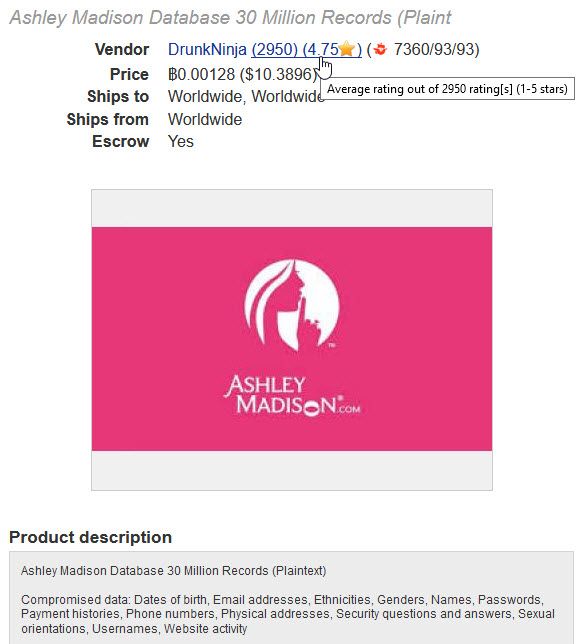 Ashley Madison Database 30 Million Records (Plaint
Vendor DrunkNinja (2950) (4.75⭐) (7360/93/93)
Price ฿0.00128 ($10.3896)
Average rating out of 2950 rating[s] (1-5 stars)
Ships to Worldwide, Worldwide
Ships from Worldwide
Escrow Yes
ASHLEY
MADISON®.COM
TM
Product description
Ashley Madison Database 30 Million Records (Plaintext)
Compromised data: Dates of birth, Email addresses, Ethnicities, Genders, Names, Passwords,
Payment histories, Phone numbers, Physical addresses, Security questions and answers, Sexual
orientations, Usernames, Website activity